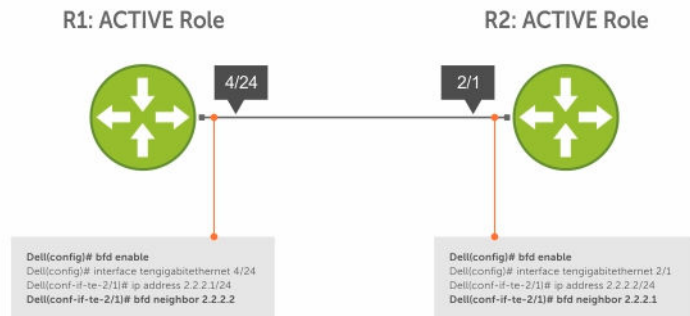 R1: ACTIVE Role
R2: ACTIVE Role
4/24
2/1
Dell(config)# bfd enable
Dell(config)# interface tengigabitethernet 4/24
Dell(conf-if-te-2/1)# ip address 2.2.2.1/24
Dell(conf-if-te-2/1)# bfd neighbor 2.2.2.2
Dell(config)# bfd enable
Dell(config)# interface tengigabitethernet 2/1
Dell(conf-if-te-2/1)# ip address 2.2.2.2/24
Dell(conf-if-te-2/1)# bfd neighbor 2.2.2.1